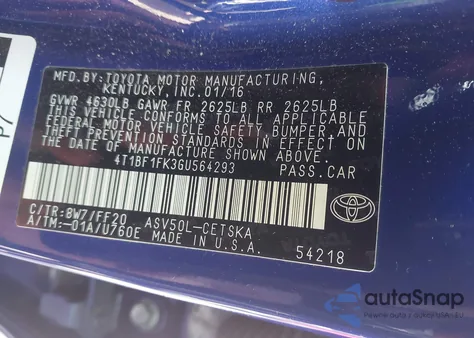 MFD.BY:TOYOTA MOTOR MANUFACTURING,
KENTUCKY, INC. 01/16
GVWR 4630LB GAWR FR 2625LB RR 2625LB
THIS VEHICLE CONFORMS TO ALL APPLICABLE
FEDERAL MOTOR VEHICLE SAFETY, BUMPER, AND
THEFT PREVENTION STANDARDS IN EFFECT ON
THE DATE OF MANUFACTURE SHOWN ABOVE.
4T1BF1FK3GU564293 PASS.CAR
C/TR:8W7/FF20 ASV50L-CETSKA
A/TM:-01A/U760E MADE IN U.S.A.
54218
autoSnap